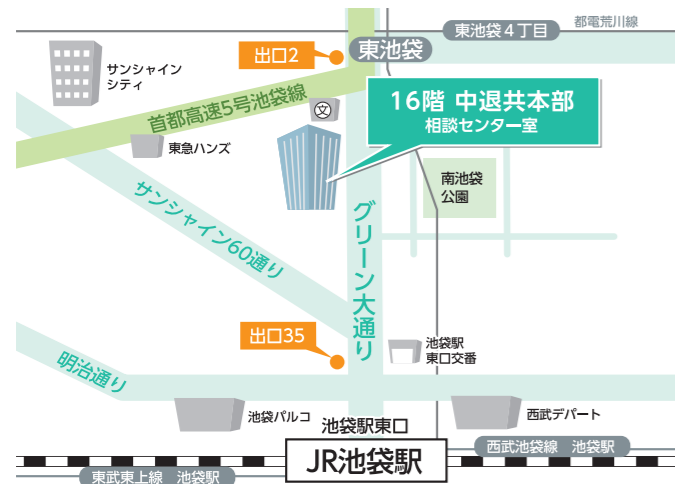 都電荒川線
東池袋4丁目
出口2
東池袋
サンシャイン
シティ
首都高速5号池袋線
文
16階 中退共本部
相談センター室
東急ハンズ
南池袋
公園
サンシャイン60通り
グリーン大通り
出口35
池袋駅
東口交番
明治通り
池袋パルコ
池袋駅東口
西武デパート
JR池袋駅
西武池袋線 池袋駅
東武東上線 池袋駅